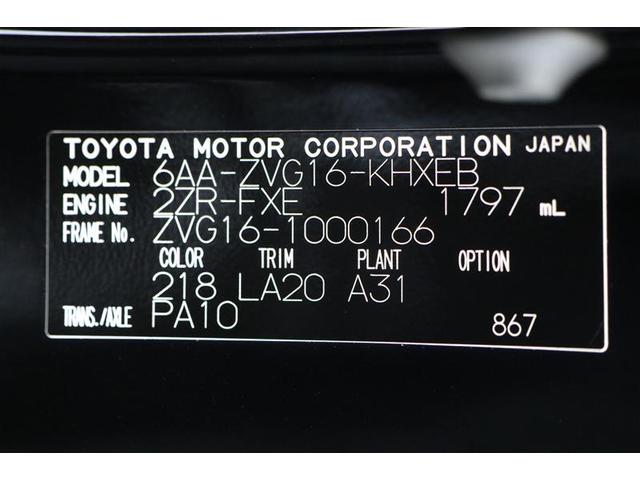 TOYOTA MOTOR CORPORATION JAPAN
MODEL 6AA-ZVG16-KHXEB
ENGINE 2ZR-FXE 1797 mL
FRAME No. ZVG16-1000166
COLOR TRIM PLANT OPTION
218 LA20 A31
TRANS./AXLE PA10 867